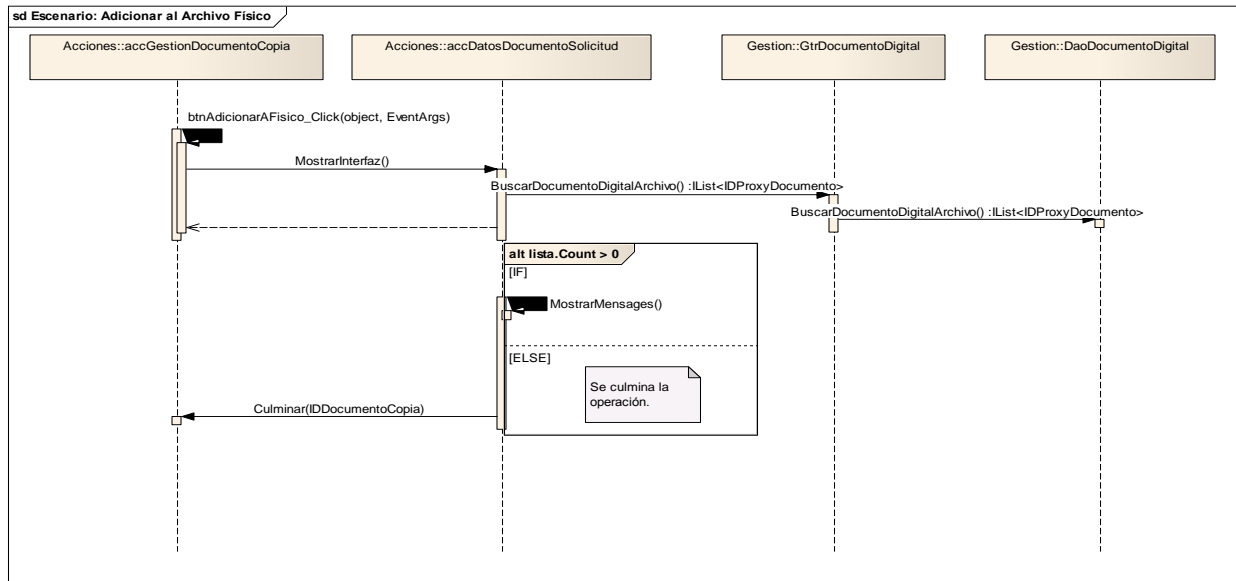 sd Escenario: Adicionar al Archivo Físico
Acciones::accGestionDocumentoCopia
Acciones::accDatosDocumentoSolicitud
Gestion::GtrDocumentoDigital
Gestion::DaoDocumentoDigital
btnAdicionarAFisico_Click(object, EventArgs)
MostrarInterfaz()
BuscarDocumentoDigitalArchivo() :IList<IDProxyDocumento>
BuscarDocumentoDigitalArchivo() :IList<IDProxyDocumento>
alt lista.Count > 0
[IF]
MostrarMensages()
[ELSE]
Se culmina la
operación.
Culminar(IDDocumentoCopia)